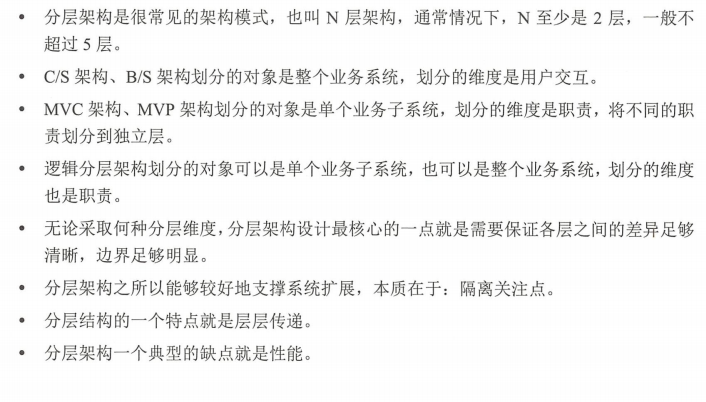 • 分层架构是很常见的架构模式，也叫 N 层架构，通常情况下，N 至少是 2 层，一般不
超过 5 层。
• C/S 架构、B/S 架构划分的对象是整个业务系统，划分的维度是用户交互。
• MVC 架构、MVP 架构划分的对象是单个业务子系统，划分的维度是职责，将不同的职
责划分到独立层。
• 逻辑分层架构划分的对象可以是单个业务子系统，也可以是整个业务系统，划分的维度
也是职责。
• 无论采取何种分层维度，分层架构设计最核心的一点就是需要保证各层之间的差异足够
清晰，边界足够明显。
• 分层架构之所以能够较好地支撑系统扩展，本质在于：隔离关注点。
• 分层结构的一个特点就是层层传递。
• 分层架构一个典型的缺点就是性能。